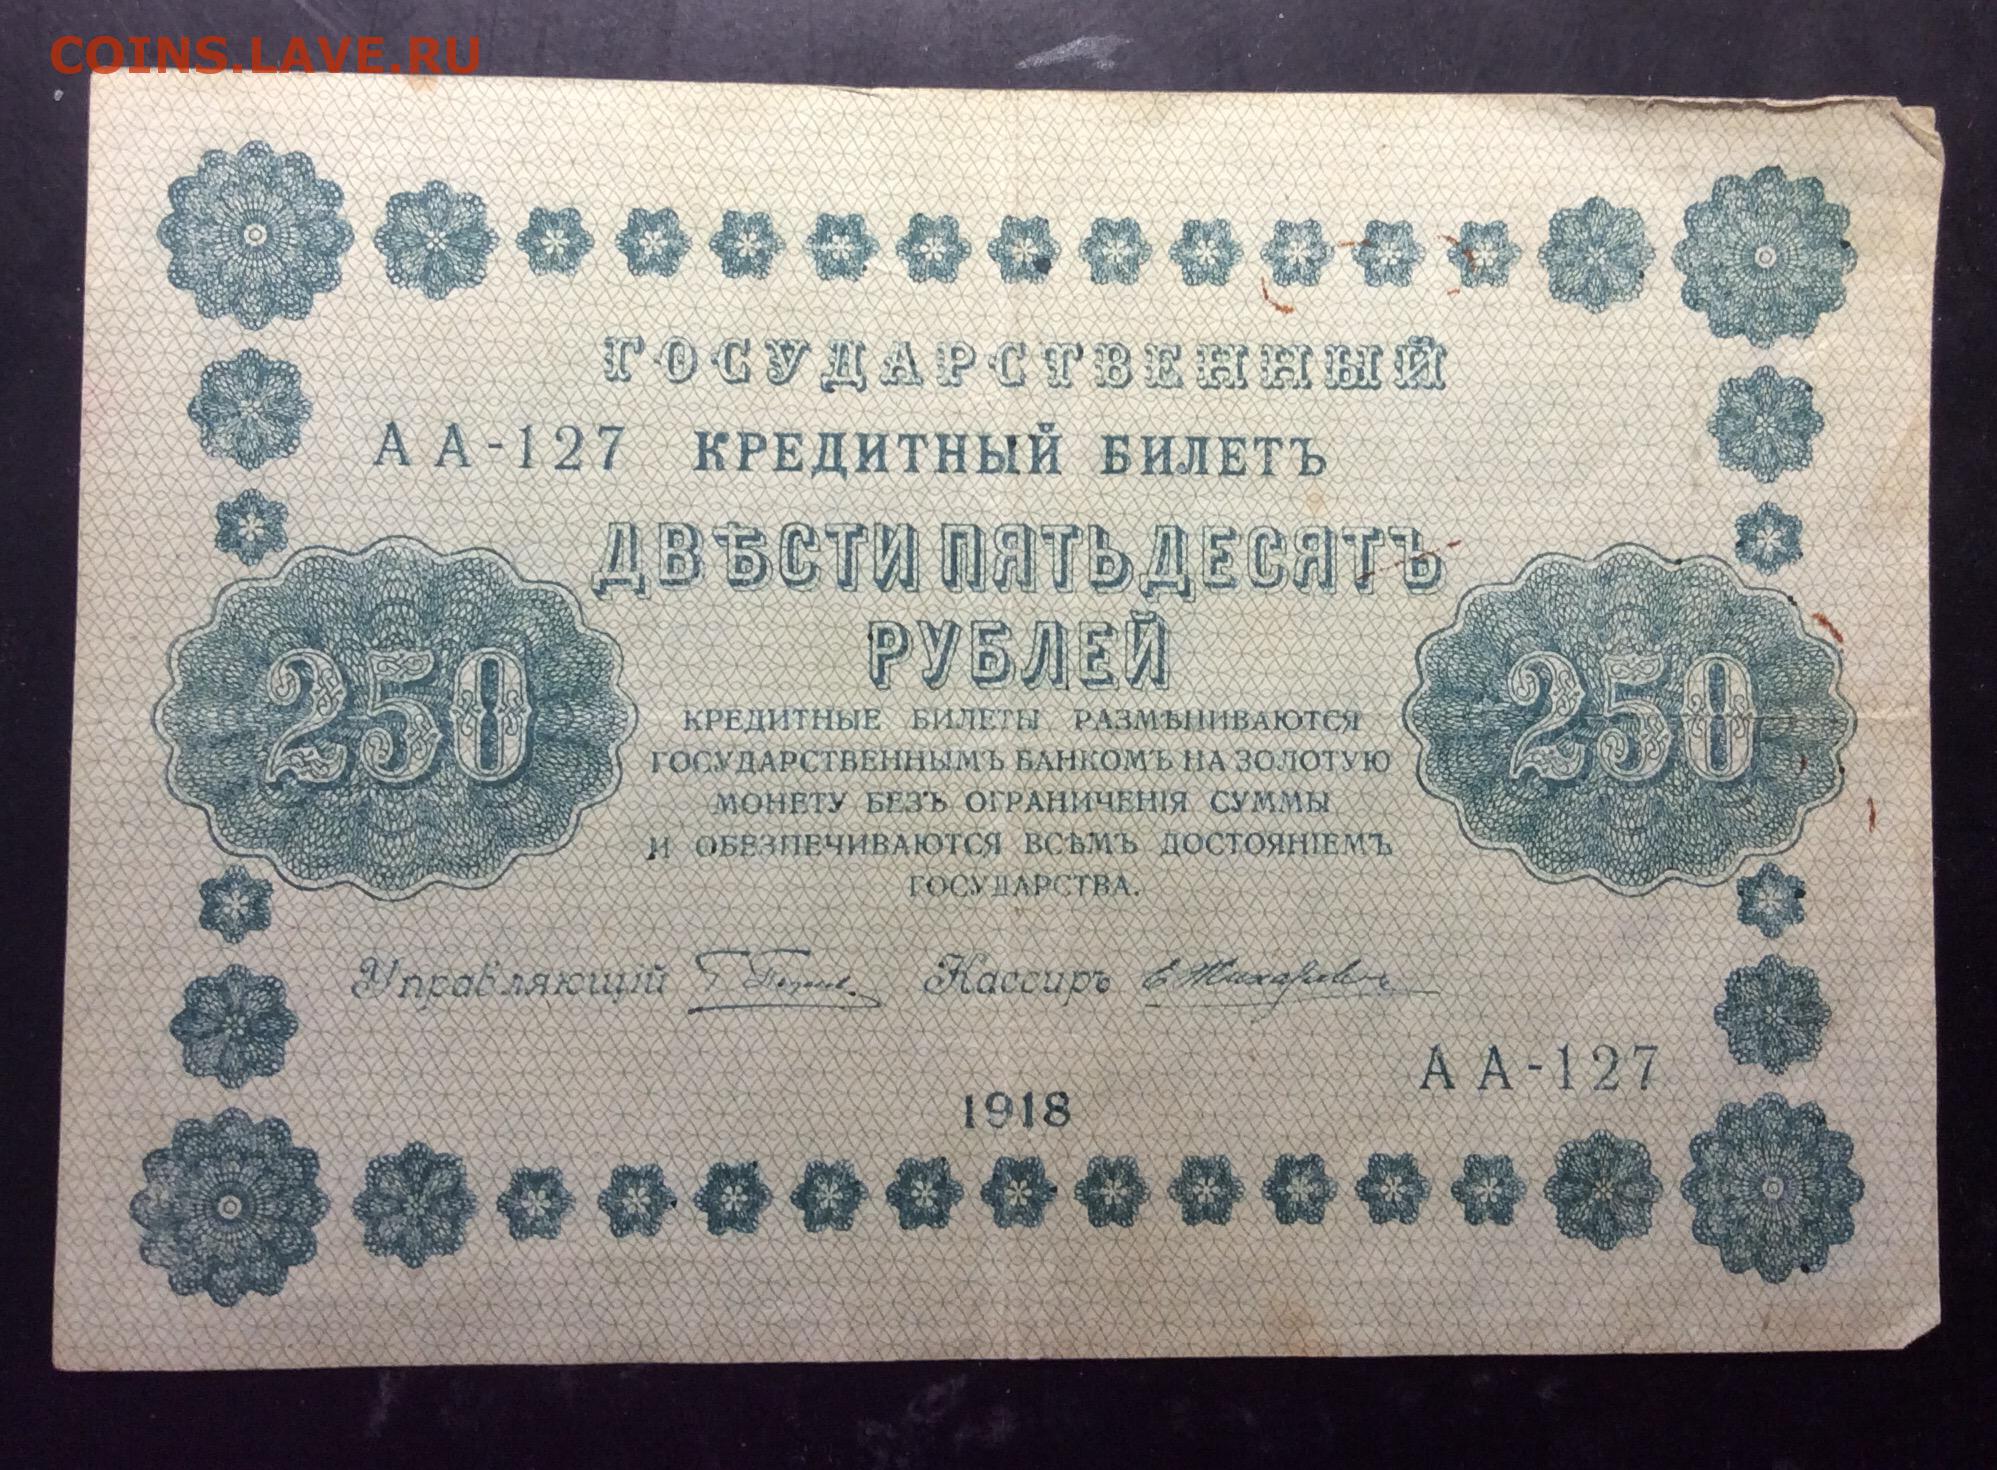 COINS.LAVE.RU
ГОСУДАРСТВЕННЫЙ
АА-127 КРЕДИТНЫЙ БИЛЕТЪ
ДВѢСТИ ПЯТЬДЕСЯТЪ
РУБЛЕЙ
250 250
КРЕДИТНЫЕ БИЛЕТЫ РАЗМѢНИВАЮТСЯ
ГОСУДАРСТВЕННЫМЪ БАНКОМЪ НА ЗОЛОТУЮ
МОНЕТУ БЕЗЪ ОГРАНИЧЕНІЯ СУММЫ
И ОБЕЗПЕЧИВАЮТСЯ ВСѢМЪ ДОСТОЯНІЕМЪ
ГОСУДАРСТВА.
Управляющій Кассиръ
АА-127
1918